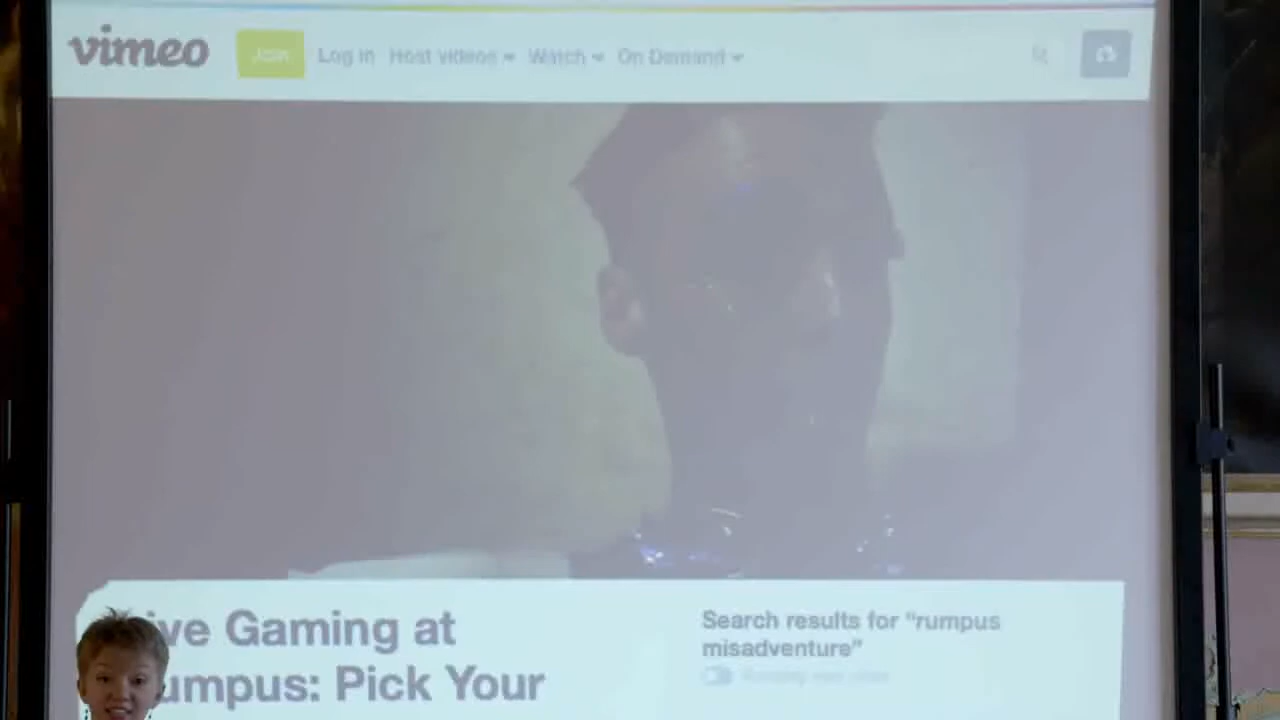 vimeo Join Log in Host videos Watch On Demand
ive Gaming at
umpus: Pick Your
Search results for “rumpus
misadventure”